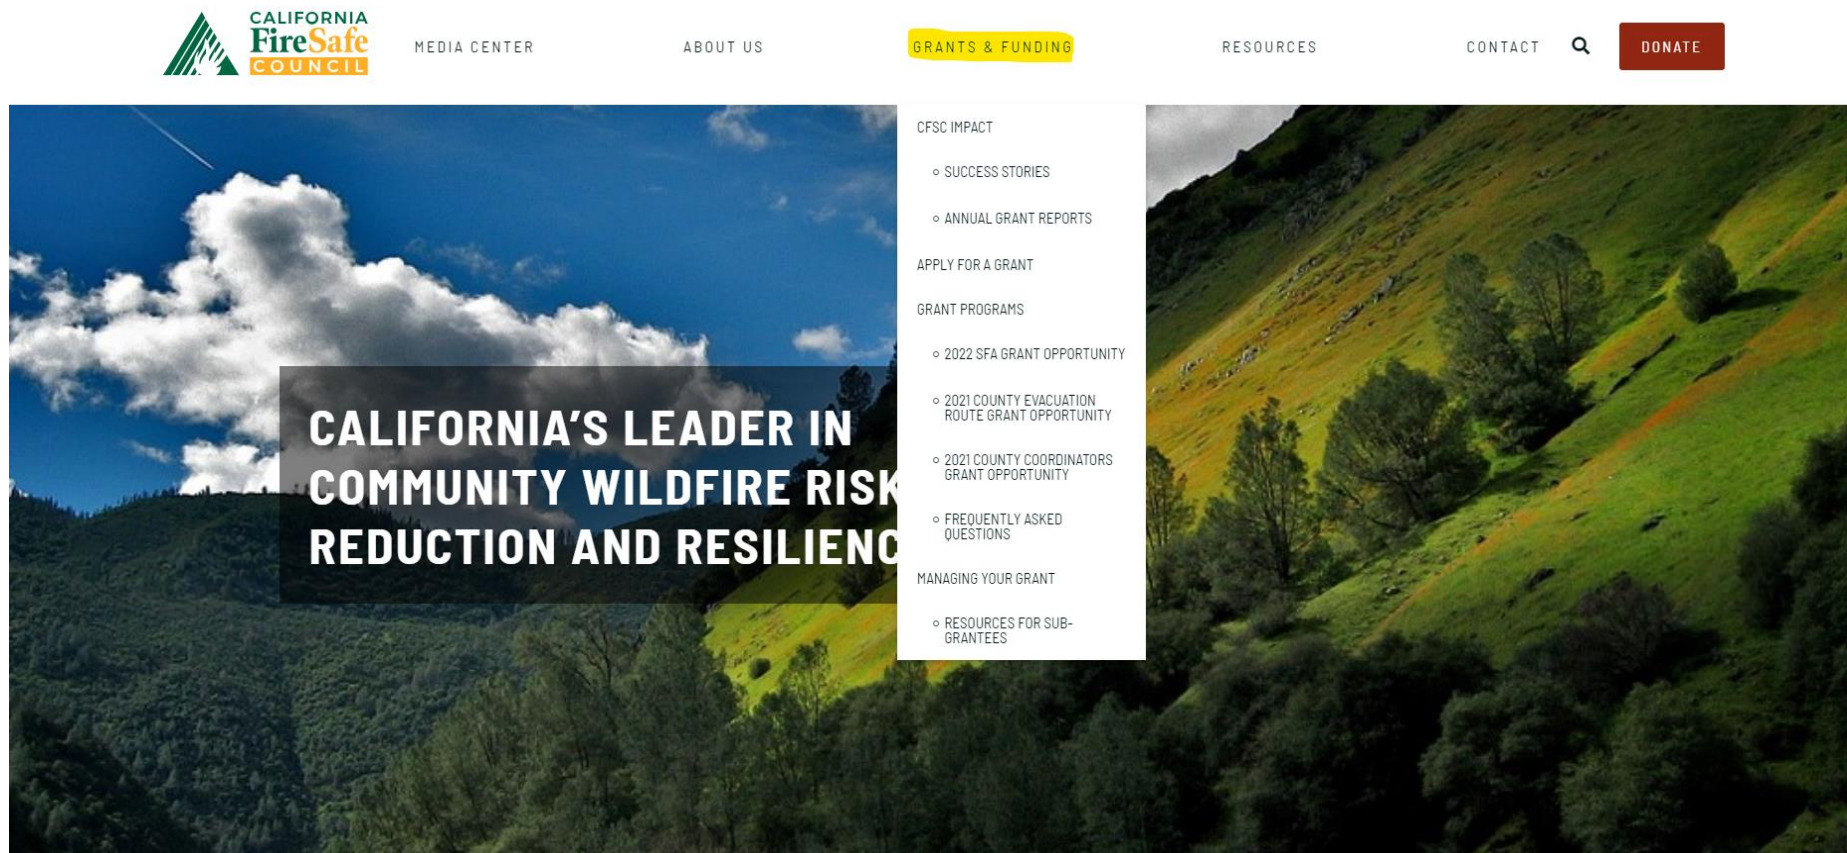 CALIFORNIA
FireSafe
COUNCIL
MEDIA CENTER
ABOUT US
GRANTS & FUNDING
RESOURCES
CONTACT
DONATE
CFSC IMPACT
SUCCESS STORIES
ANNUAL GRANT REPORTS
APPLY FOR A GRANT
GRANT PROGRAMS
2022 SFA GRANT OPPORTUNITY
2021 COUNTY EVACUATION
ROUTE GRANT OPPORTUNITY
2021 COUNTY COORDINATORS
GRANT OPPORTUNITY
FREQUENTLY ASKED
QUESTIONS
MANAGING YOUR GRANT
RESOURCES FOR SUB-
GRANTEES
CALIFORNIA’S LEADER IN
COMMUNITY WILDFIRE RISK
REDUCTION AND RESILIENC